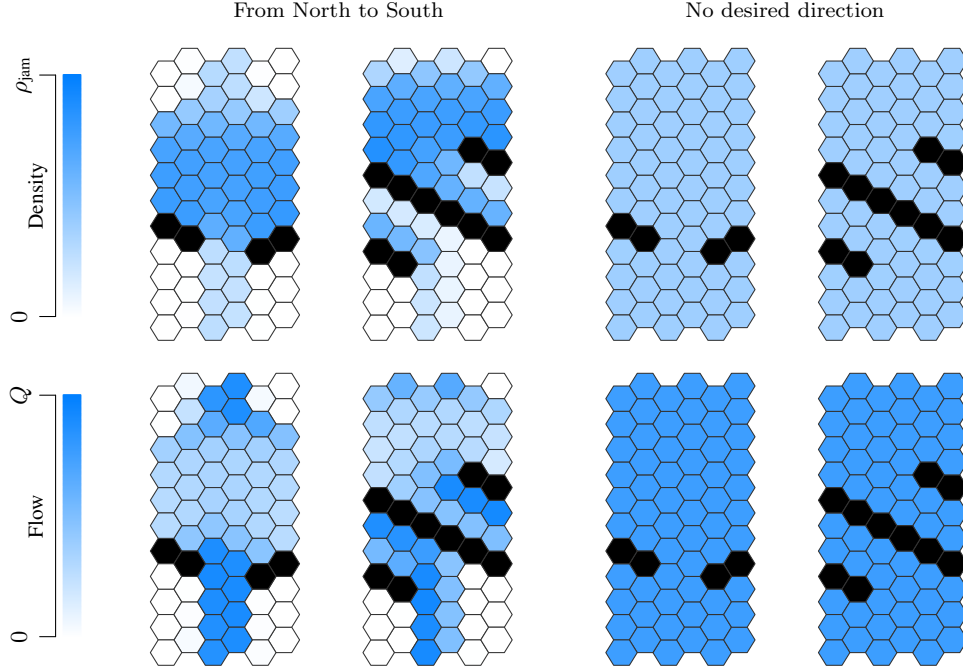 From North to South
No desired direction
ρjam
Density
0
Q
Flow
0